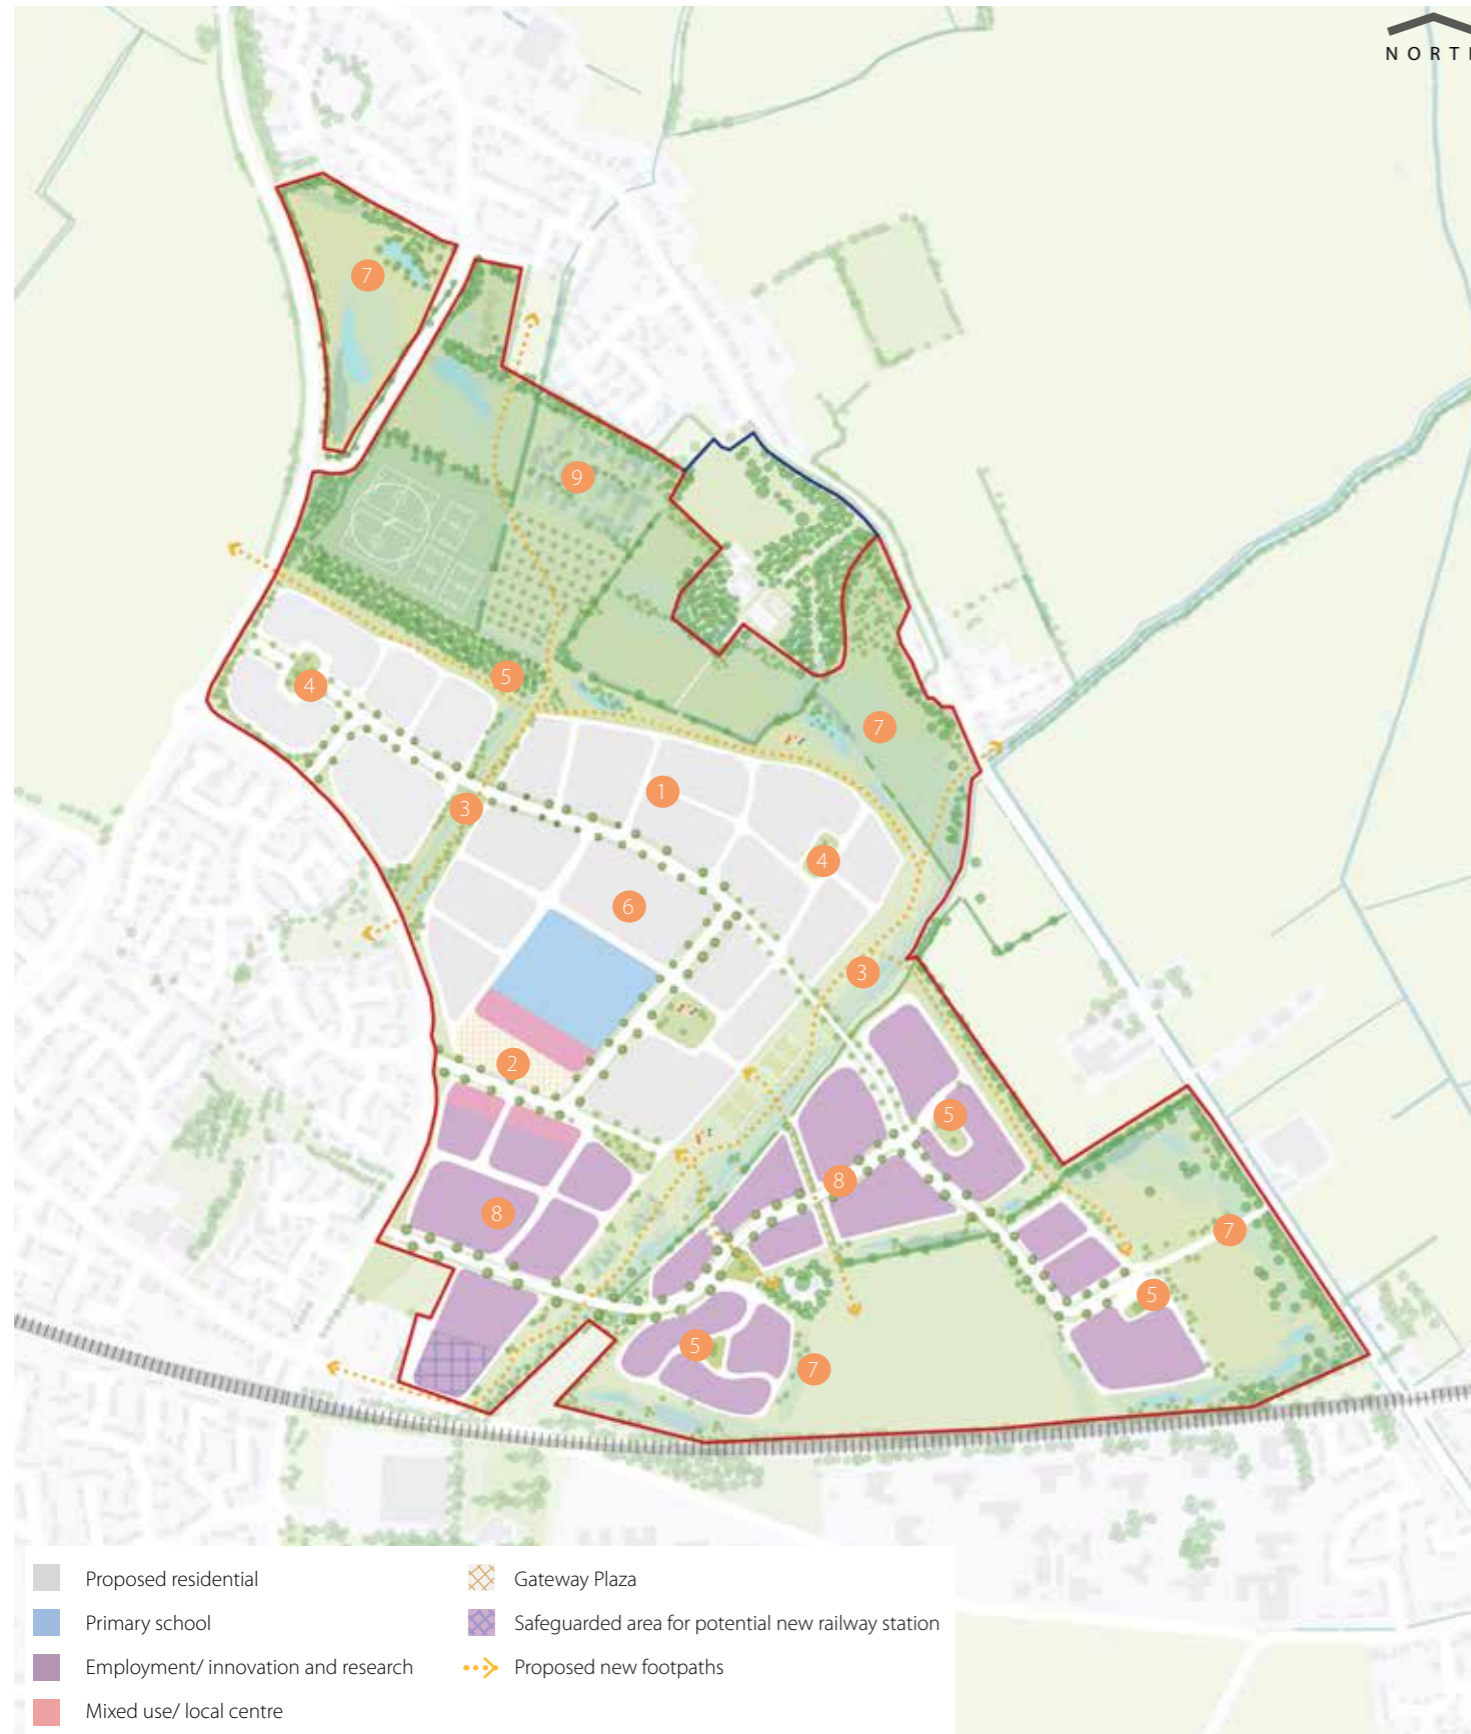 NORTH
7
9
5
4
7
1
3
4
6
3
2
5
8
8
7
5
5
7
Proposed residential
Primary school
Employment/ innovation and research
Mixed use/ local centre
Gateway Plaza
Safeguarded area for potential new railway station
Proposed new footpaths